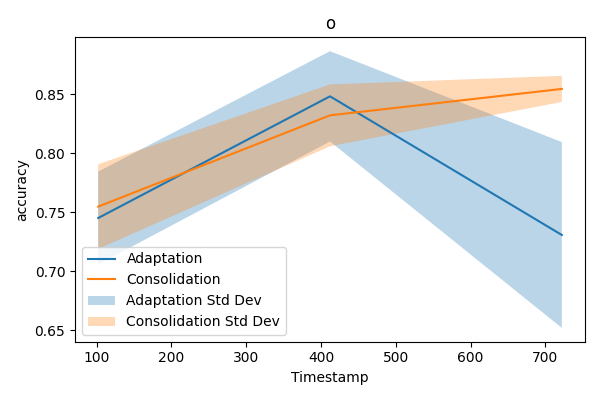 o
accuracy
0.85
0.80
0.75
0.70
0.65
Adaptation
Consolidation
Adaptation Std Dev
Consolidation Std Dev
100 200 300 400 500 600 700
Timestamp